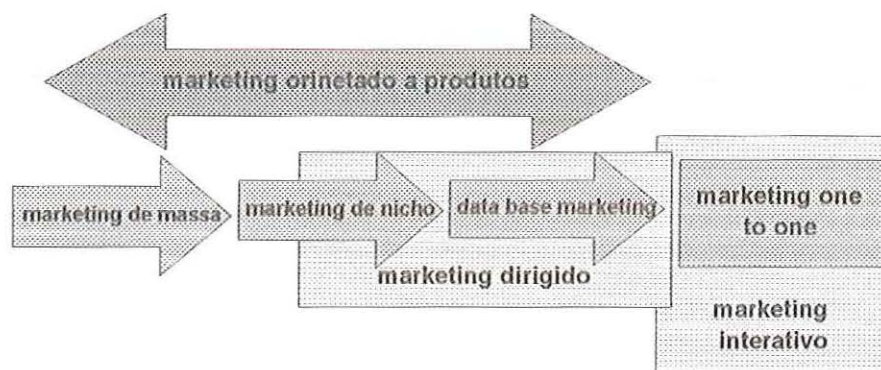 marketing orinetado a produtos
marketing de massa
marketing de nicho
data base marketing
marketing one
to one
marketing dirigido
marketing
interativo